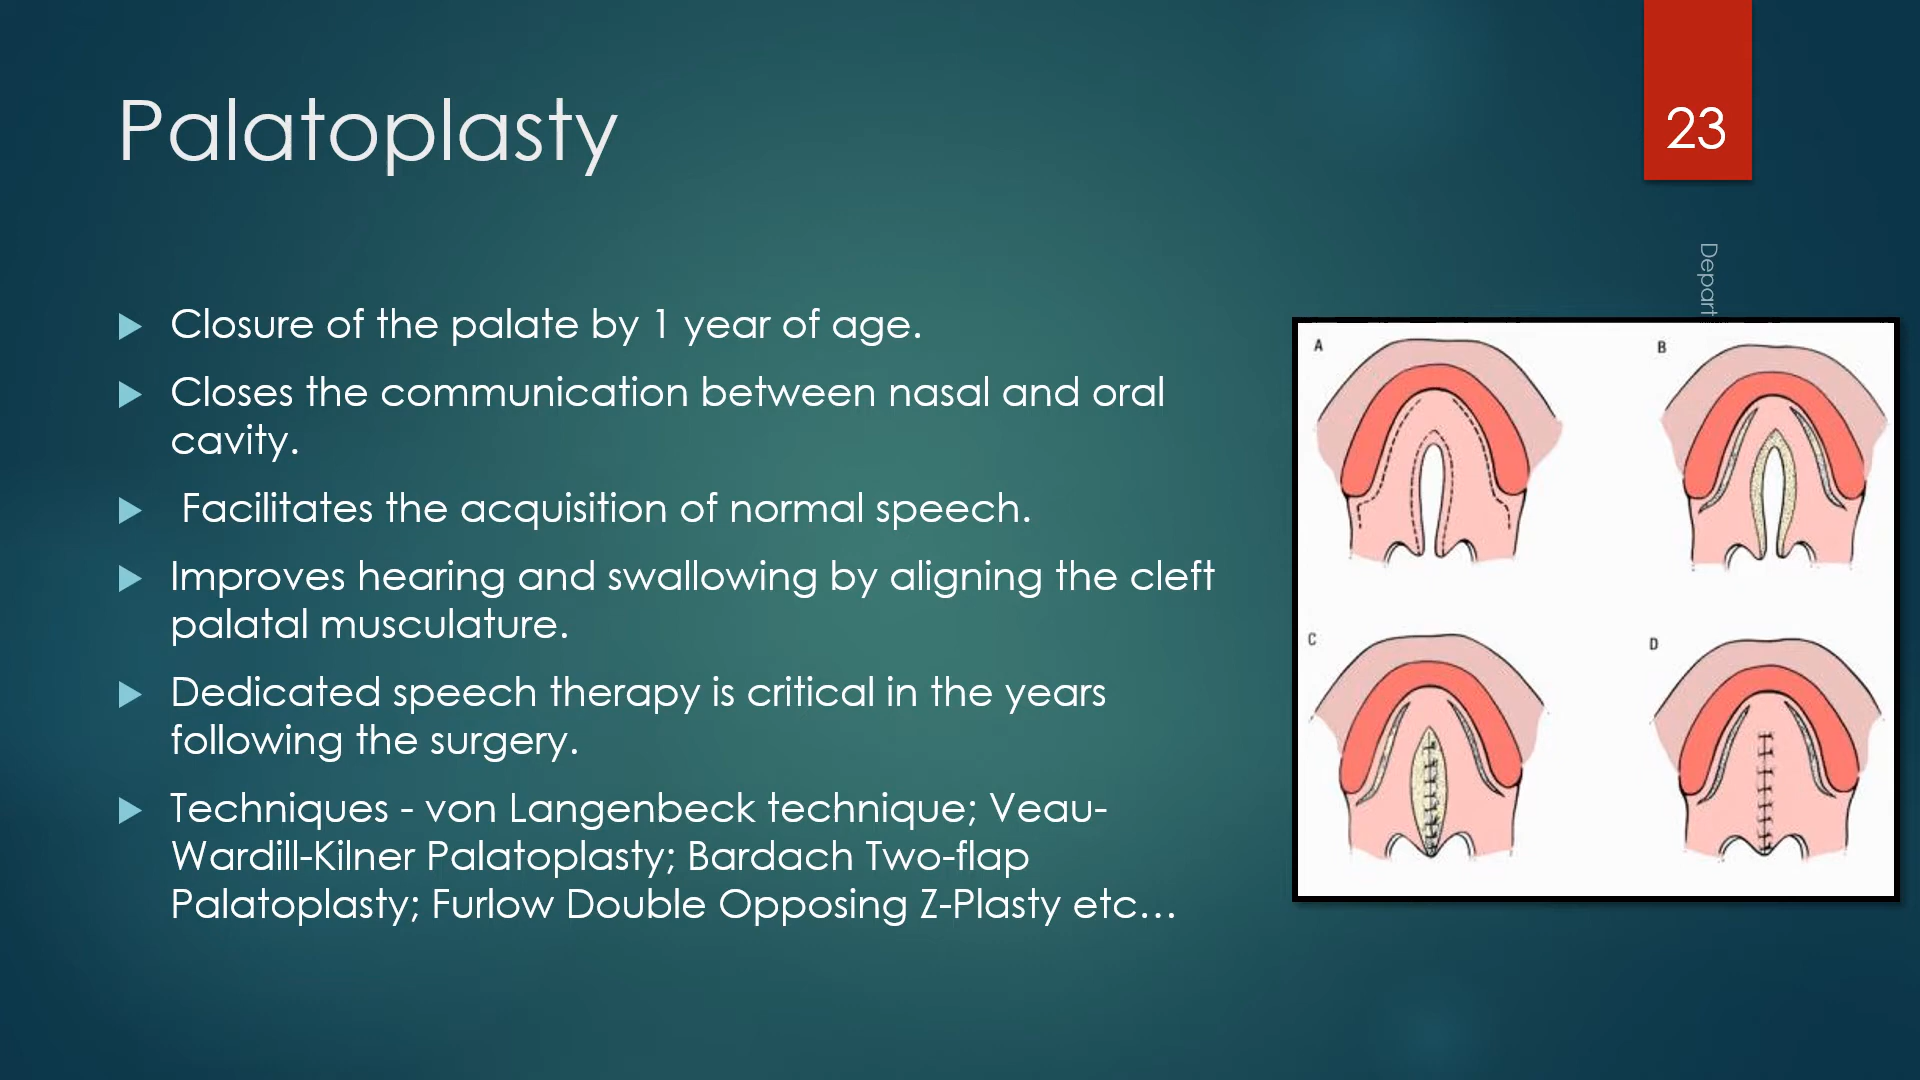 Palatoplasty
23
Depart
Closure of the palate by 1 year of age.
Closes the communication between nasal and oral
cavity.
Facilitates the acquisition of normal speech.
Improves hearing and swallowing by aligning the cleft
palatal musculature.
Dedicated speech therapy is critical in the years
following the surgery.
Techniques - von Langenbeck technique; Veau-
Wardill-Kilner Palatoplasty; Bardach Two-flap
Palatoplasty; Furlow Double Opposing Z-Plasty etc...
A
B
C
D